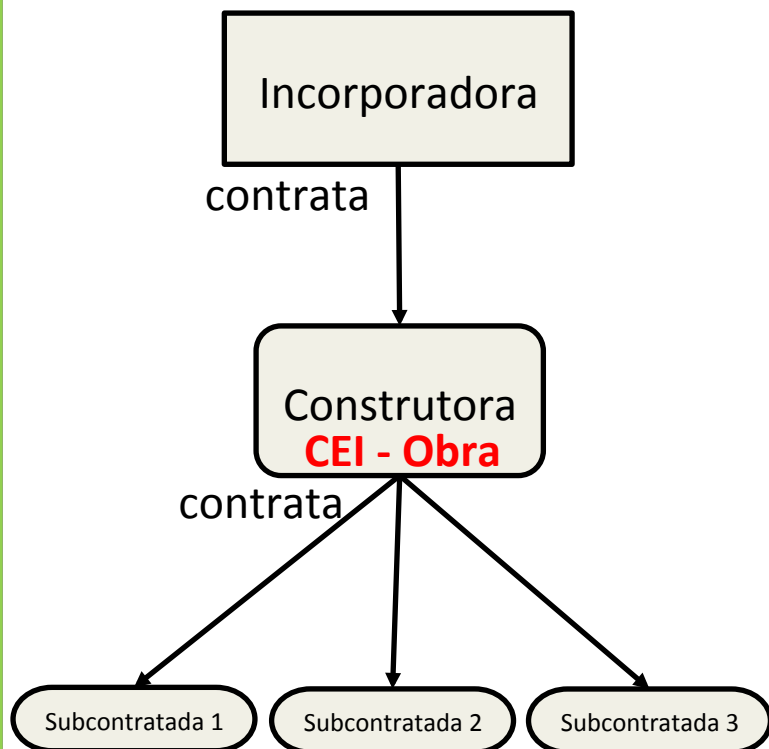 Incorporadora
contrata
Construtora
CEI - Obra
contrata
Subcontratada 1
Subcontratada 2
Subcontratada 3